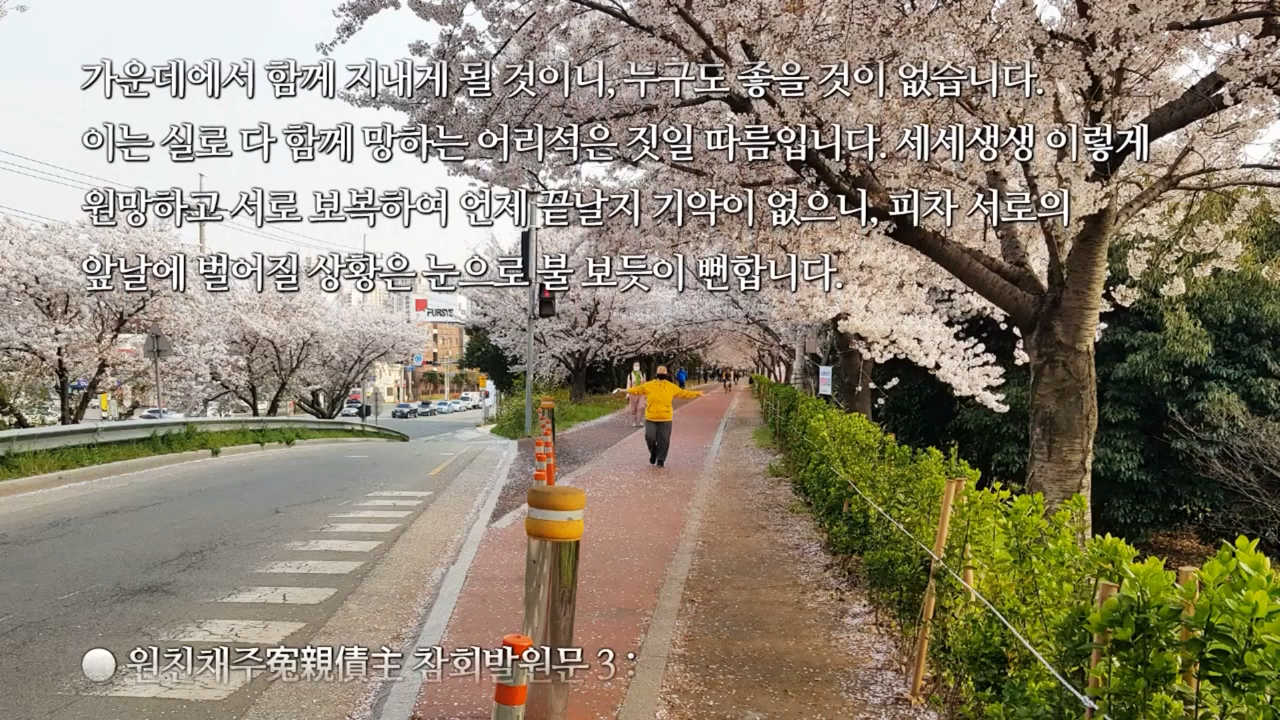 가운데에서 함께 지내게 될 것이니, 누구도 좋을 것이 없습니다.
이는 실로 다 함께 망하는 어리석은 짓일 따름입니다. 세세생생 이렇게
원망하고 서로 보복하여 언제 끝날지 기약이 없으니, 피차 서로의
앞날에 벌어질 상황은 눈으로 불 보듯이 뻔합니다.
FURSYS
● 원친채주冤親債主 참회발원문 3 :